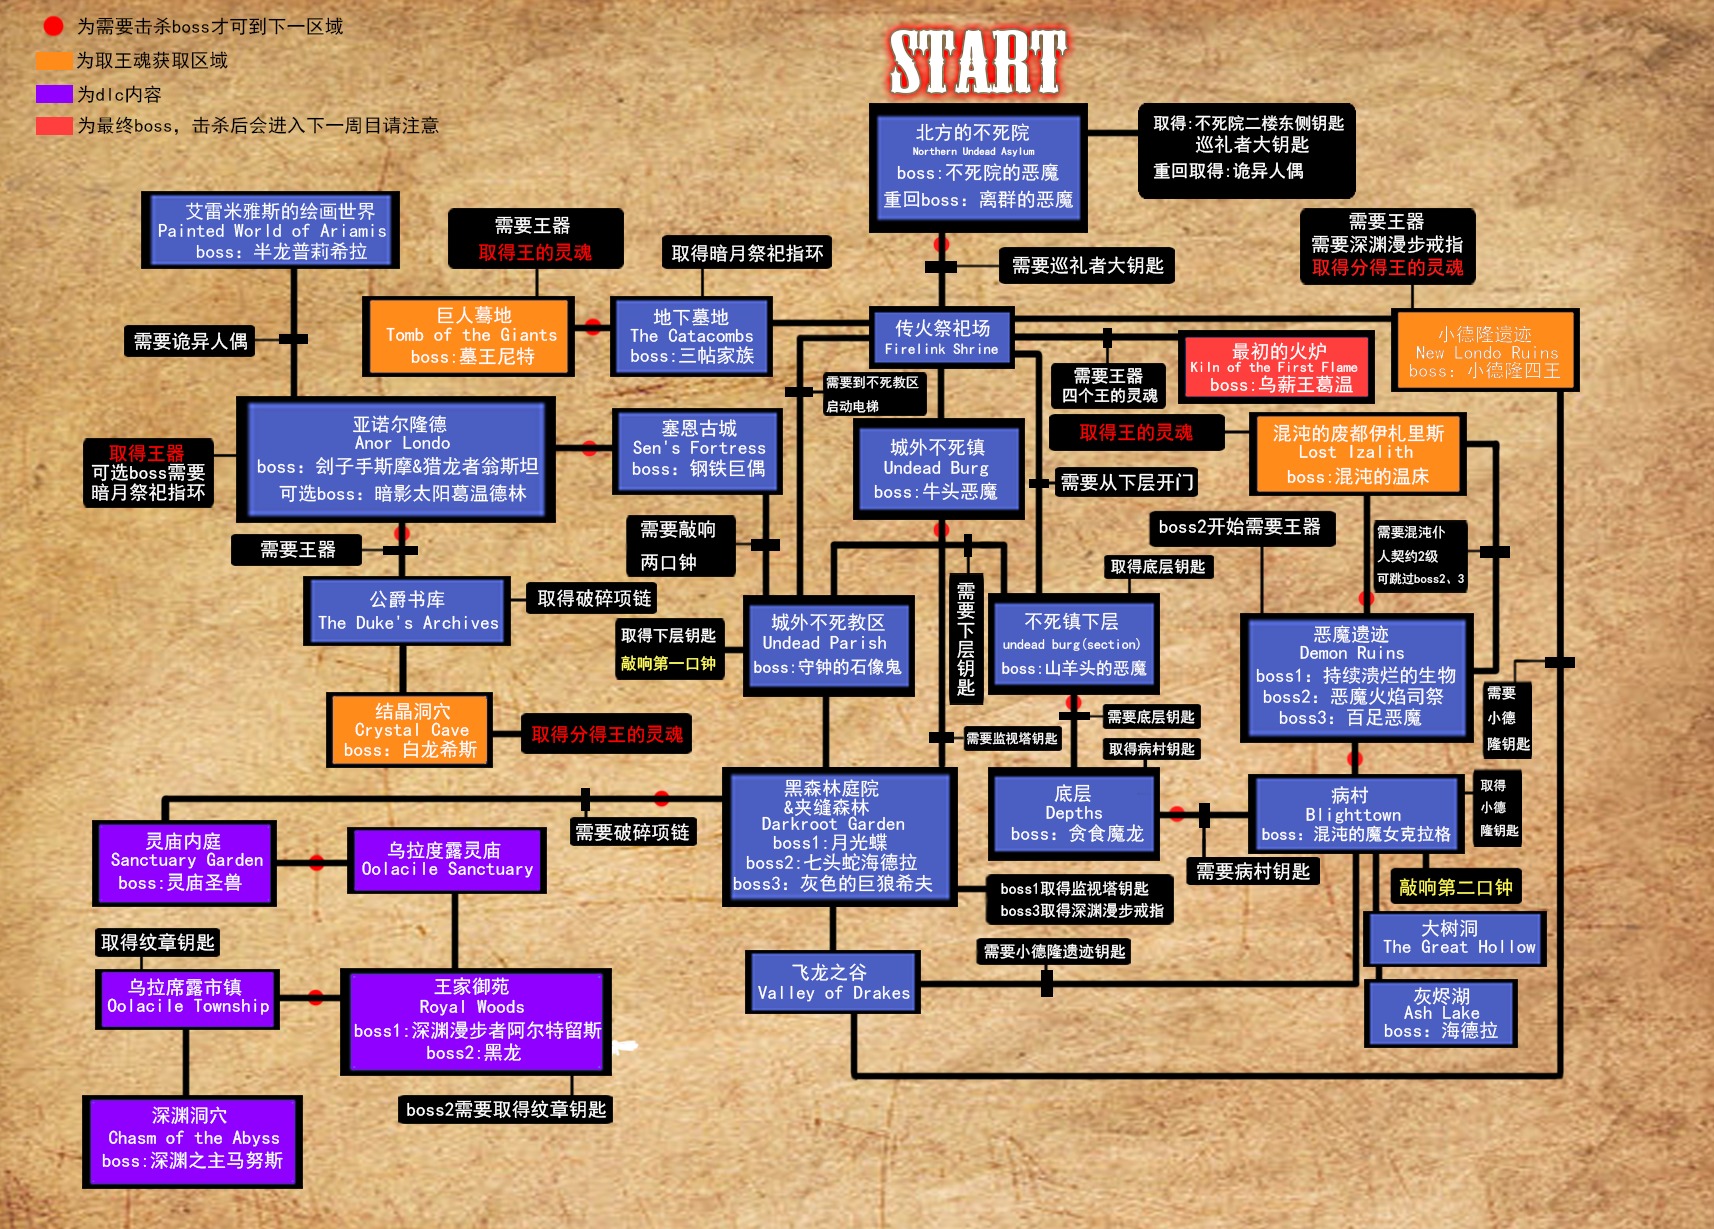 为需要击杀boss才可到下一区域
为取王魂获取区域
为dlc内容
为最终boss，击杀后会进入下一周目请注意
START
北方的不死院
Northern Undead Asylum
boss:不死院的恶魔
重回boss：离群的恶魔
取得:不死院二楼东侧钥匙
巡礼者大钥匙
重回取得:诡异人偶
需要巡礼者大钥匙
艾雷米雅斯的绘画世界
Painted World of Ariamis
boss：半龙普莉希拉
需要王器
取得王的灵魂
取得暗月祭祀指环
需要王器
需要深渊漫步戒指
取得分得王的灵魂
需要诡异人偶
巨人蓦地
Tomb of the Giants
boss:墓王尼特
地下墓地
The Catacombs
boss:三帖家族
传火祭祀场
Firelink Shrine
需要王器
四个王的灵魂
最初的火炉
Kiln of the First Flame
boss:乌薪王葛温
小德隆遗迹
New Londo Ruins
boss：小德隆四王
需要到不死教区
启动电梯
取得王器
可选boss需要
暗月祭祀指环
亚诺尔隆德
Anor Londo
boss：刽子手斯摩&猎龙者翁斯坦
可选boss：暗影太阳葛温德林
塞恩古城
Sen's Fortress
boss：钢铁巨偶
城外不死镇
Undead Burg
boss:牛头恶魔
需要从下层开门
取得王的灵魂
混沌的废都伊札里斯
Lost Izalith
boss:混沌的温床
需要王器
需要敲响
两口钟
boss2开始需要王器
需要混沌仆
人契约2级
可跳过boss2、3
公爵书库
The Duke's Archives
取得破碎项链
取得下层钥匙
敲响第一口钟
城外不死教区
Undead Parish
boss:守钟的石像鬼
需要下层钥匙
取得底层钥匙
不死镇下层
undead burg(section)
boss:山羊头的恶魔
恶魔遗迹
Demon Ruins
boss1：持续溃烂的生物
boss2：恶魔火焰司祭
boss3：百足恶魔
需要
小德
隆钥匙
结晶洞穴
Crystal Cave
boss：白龙希斯
取得分得王的灵魂
需要监视塔钥匙
需要底层钥匙
取得病村钥匙
需要破碎项链
黑森林庭院
&夹缝森林
Darkroot Garden
boss1:月光蝶
boss2:七头蛇海德拉
boss3：灰色的巨狼希夫
底层
Depths
boss：贪食魔龙
需要病村钥匙
病村
Blighttown
boss：混沌的魔女克拉格
取得
小德
隆钥匙
敲响第二口钟
灵庙内庭
Sanctuary Garden
boss:灵庙圣兽
乌拉度露灵庙
Oolacile Sanctuary
boss1取得监视塔钥匙
boss3取得深渊漫步戒指
大树洞
The Great Hollow
取得纹章钥匙
需要小德隆遗迹钥匙
乌拉席露市镇
Oolacile Township
王家御苑
Royal Woods
boss1:深渊漫步者阿尔特留斯
boss2:黑龙
飞龙之谷
Valley of Drakes
灰烬湖
Ash Lake
boss：海德拉
boss2需要取得纹章钥匙
深渊洞穴
Chasm of the Abyss
boss:深渊之主马努斯